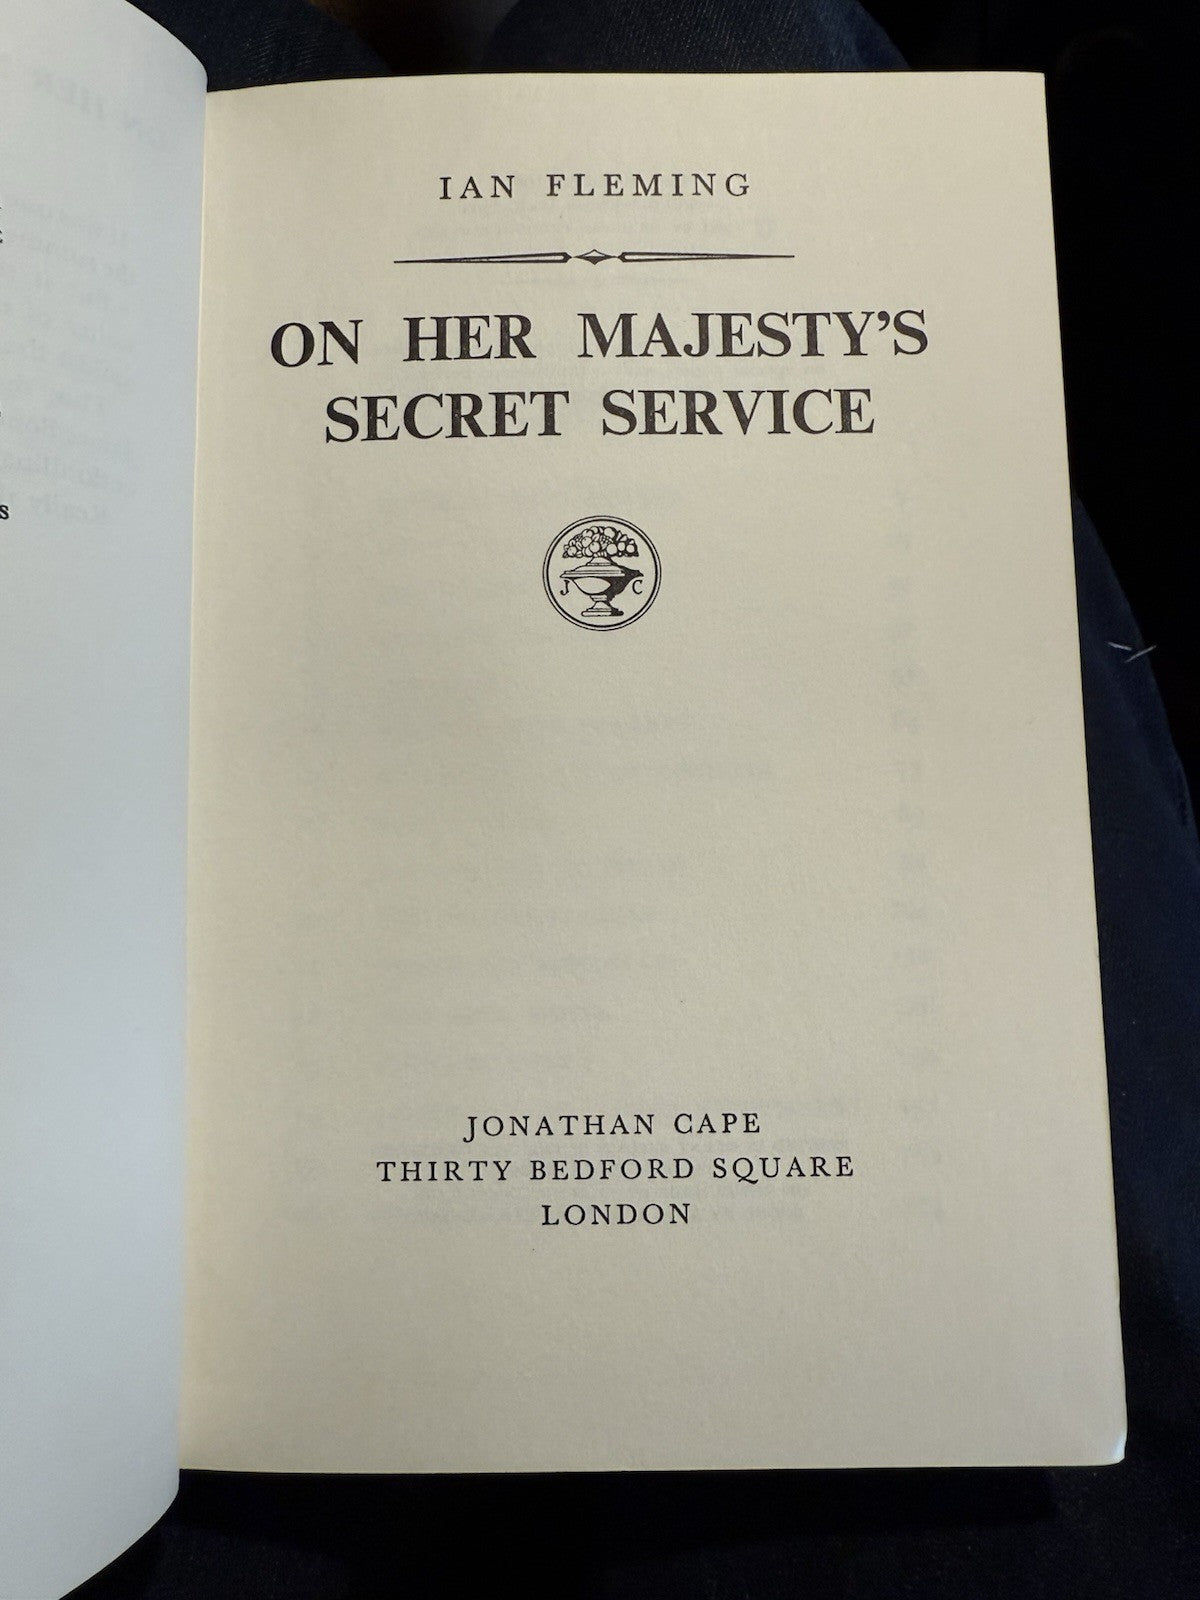 IAN FLEMING
ON HER MAJESTY'S
SECRET SERVICE
J C
JONATHAN CAPE
THIRTY BEDFORD SQUARE
LONDON